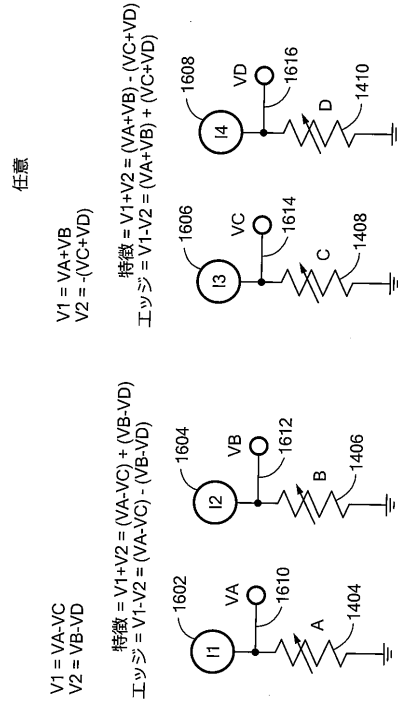 任意
V1 = VA-VC
V2 = VB-VD
特徴 = V1+V2 = (VA-VC) + (VB-VD)
エッジ = V1-V2 = (VA-VC) - (VB-VD)
V1 = VA+VB
V2 = -(VC+VD)
特徴 = V1+V2 = (VA+VB) - (VC+VD)
エッジ = V1-V2 = (VA+VB) + (VC+VD)
1602
I1
VA
1610
A
1404
1604
I2
VB
1612
B
1406
1606
I3
VC
1614
C
1408
1608
I4
VD
1616
D
1410